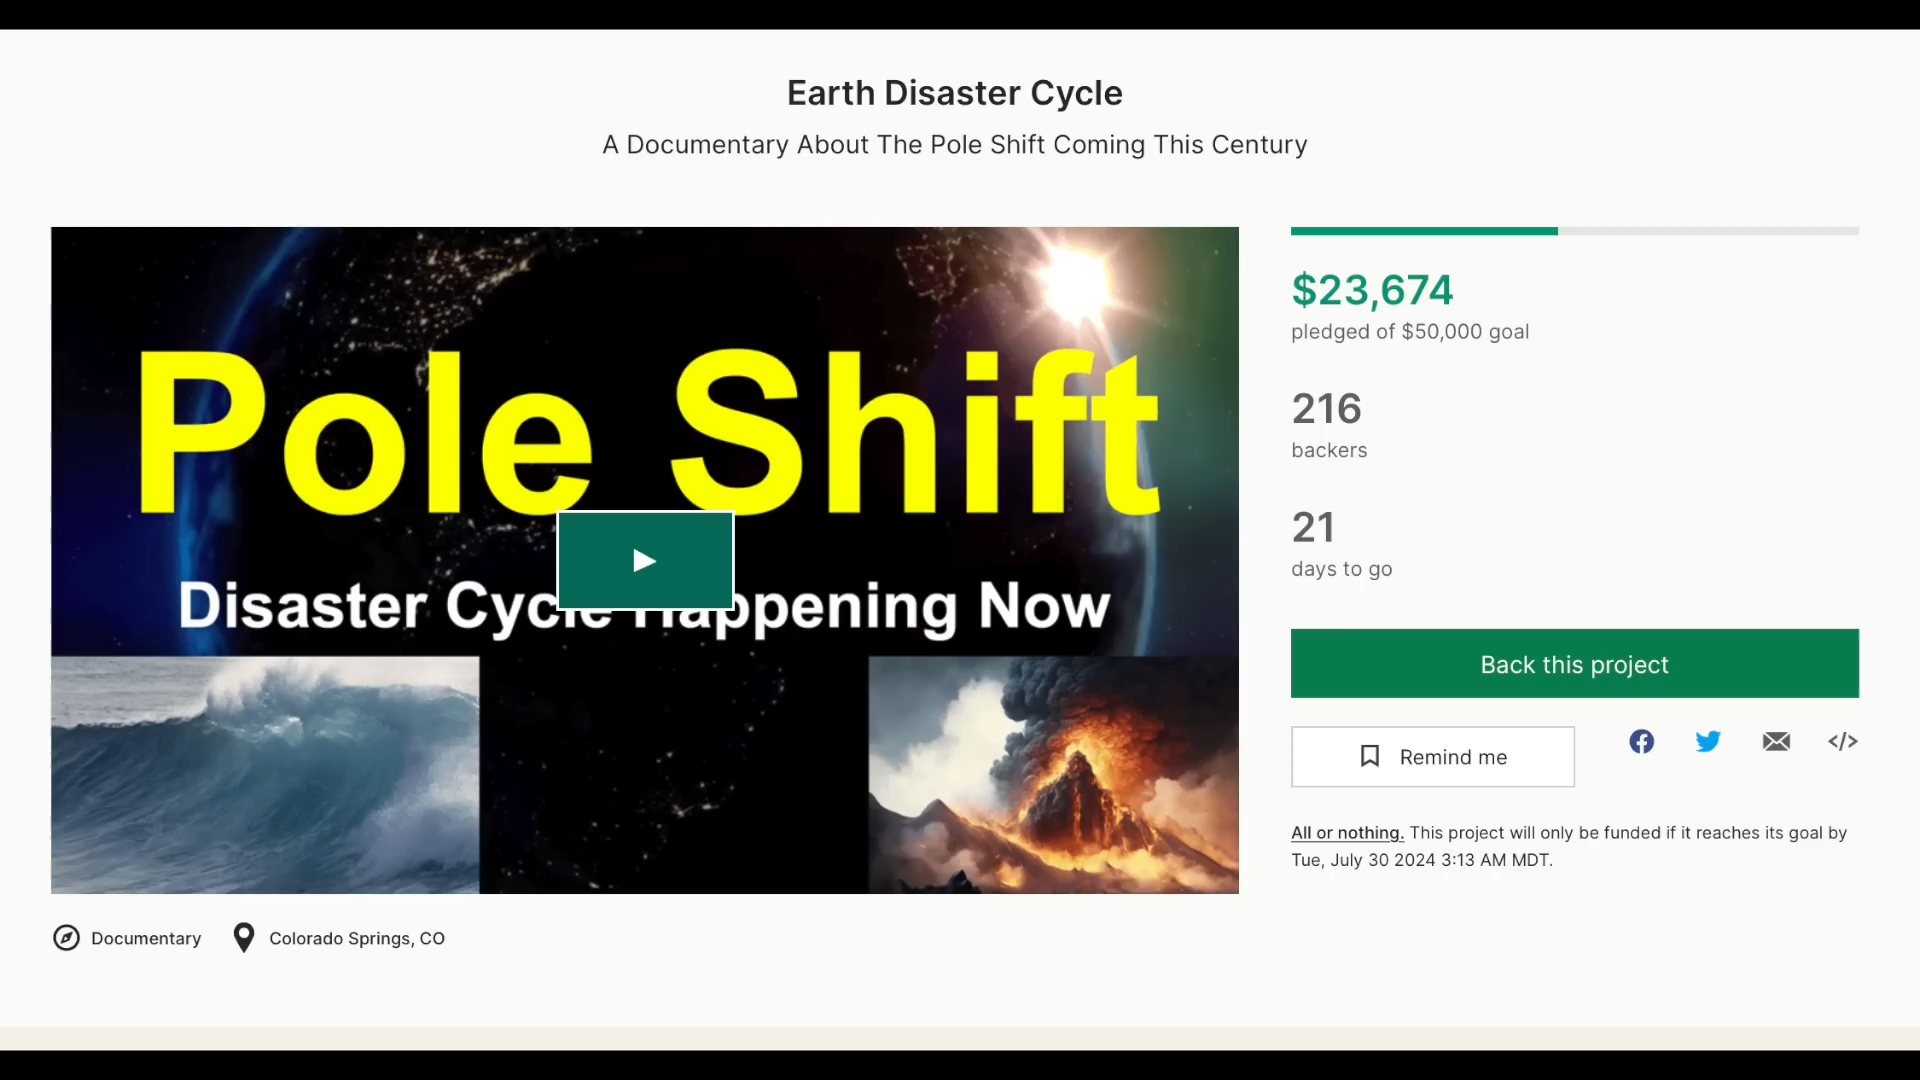 Earth Disaster Cycle
A Documentary About The Pole Shift Coming This Century
Pole Shift
Disaster Cycle Happening Now
$23,674
pledged of $50,000 goal
216
backers
21
days to go
Back this project
Remind me
All or nothing. This project will only be funded if it reaches its goal by
Tue, July 30 2024 3:13 AM MDT.
Documentary
Colorado Springs, CO